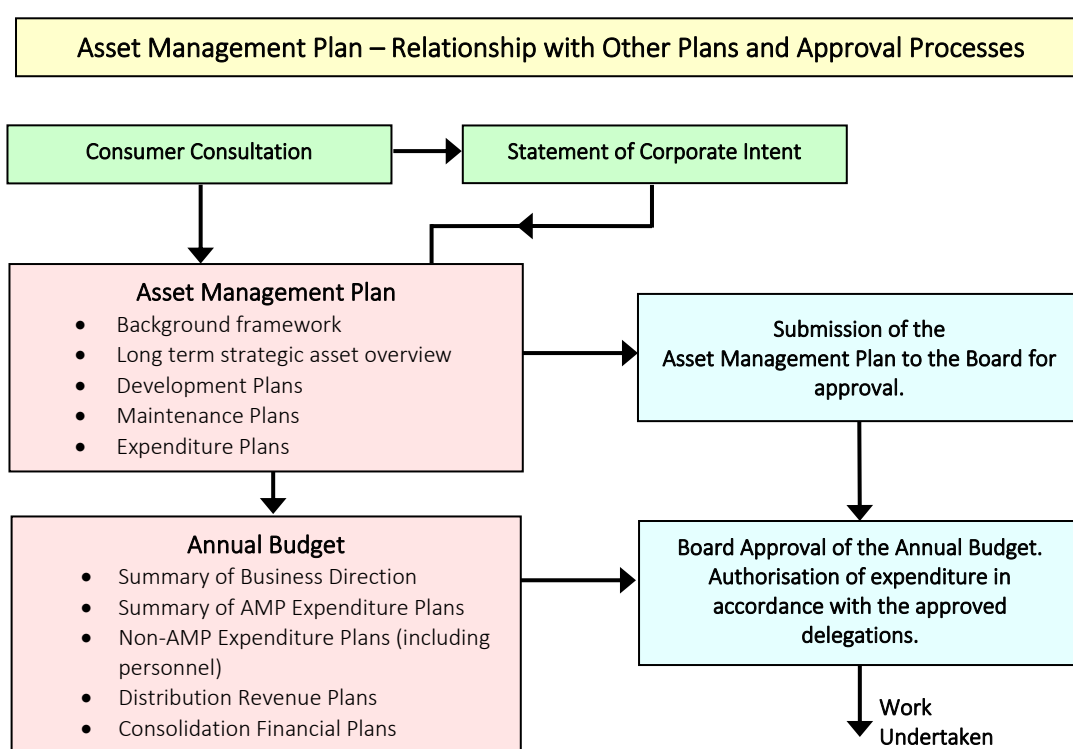 Asset Management Plan – Relationship with Other Plans and Approval Processes
Consumer Consultation
Statement of Corporate Intent
Asset Management Plan
• Background framework
• Long term strategic asset overview
• Development Plans
• Maintenance Plans
• Expenditure Plans
Submission of the
Asset Management Plan to the Board for
approval.
Annual Budget
• Summary of Business Direction
• Summary of AMP Expenditure Plans
• Non-AMP Expenditure Plans (including
personnel)
• Distribution Revenue Plans
• Consolidation Financial Plans
Board Approval of the Annual Budget.
Authorisation of expenditure in
accordance with the approved
delegations.
Work
Undertaken